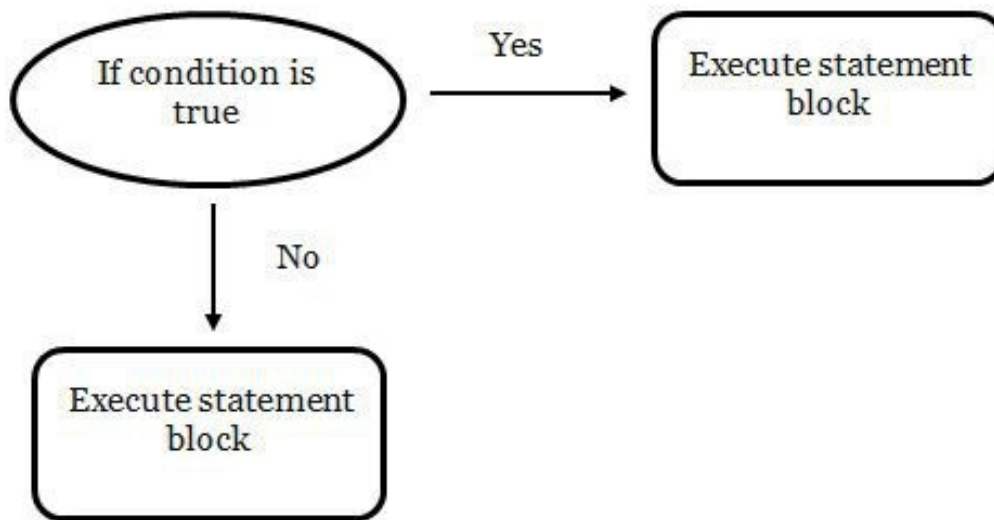 If condition is
true
Yes
Execute statement
block
No
Execute statement
block